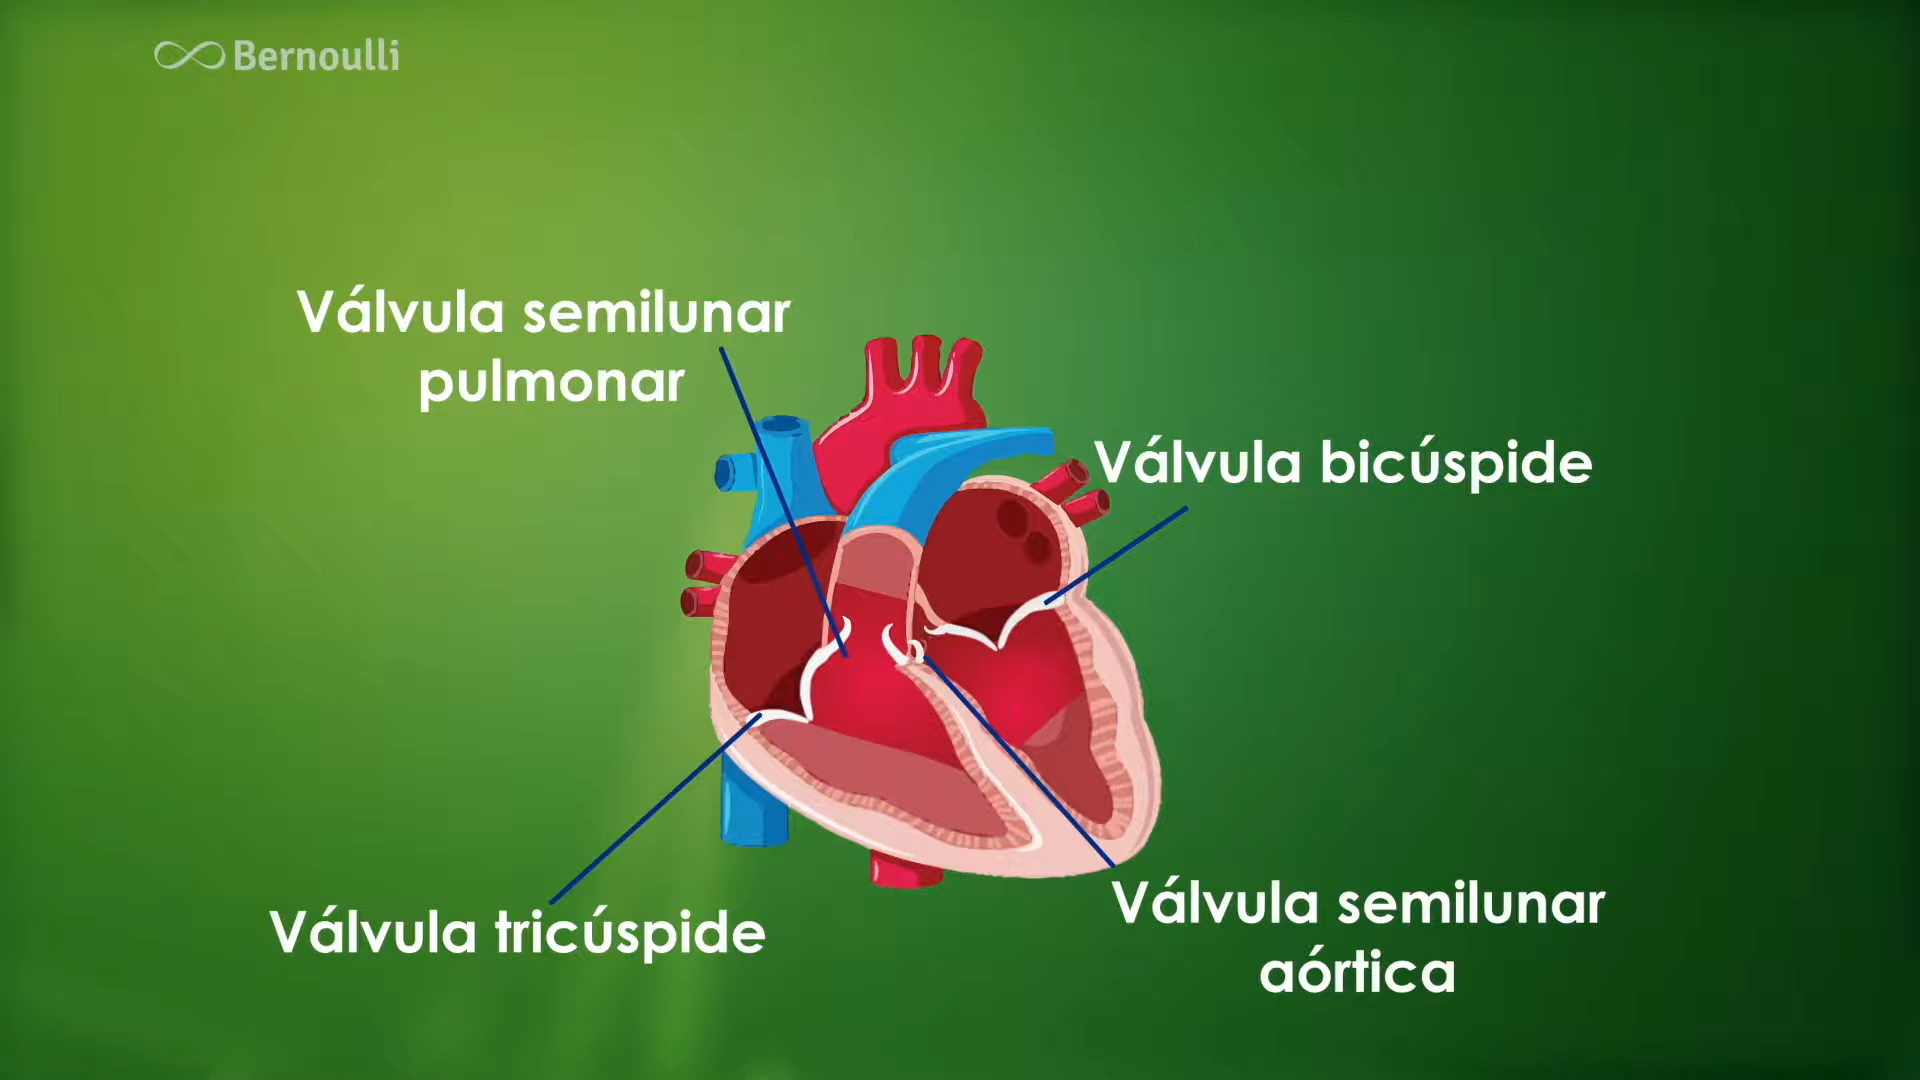 Bernoulli
Válvula semilunar
pulmonar
Válvula bicúspide
Válvula tricúspide
Válvula semilunar
aórtica